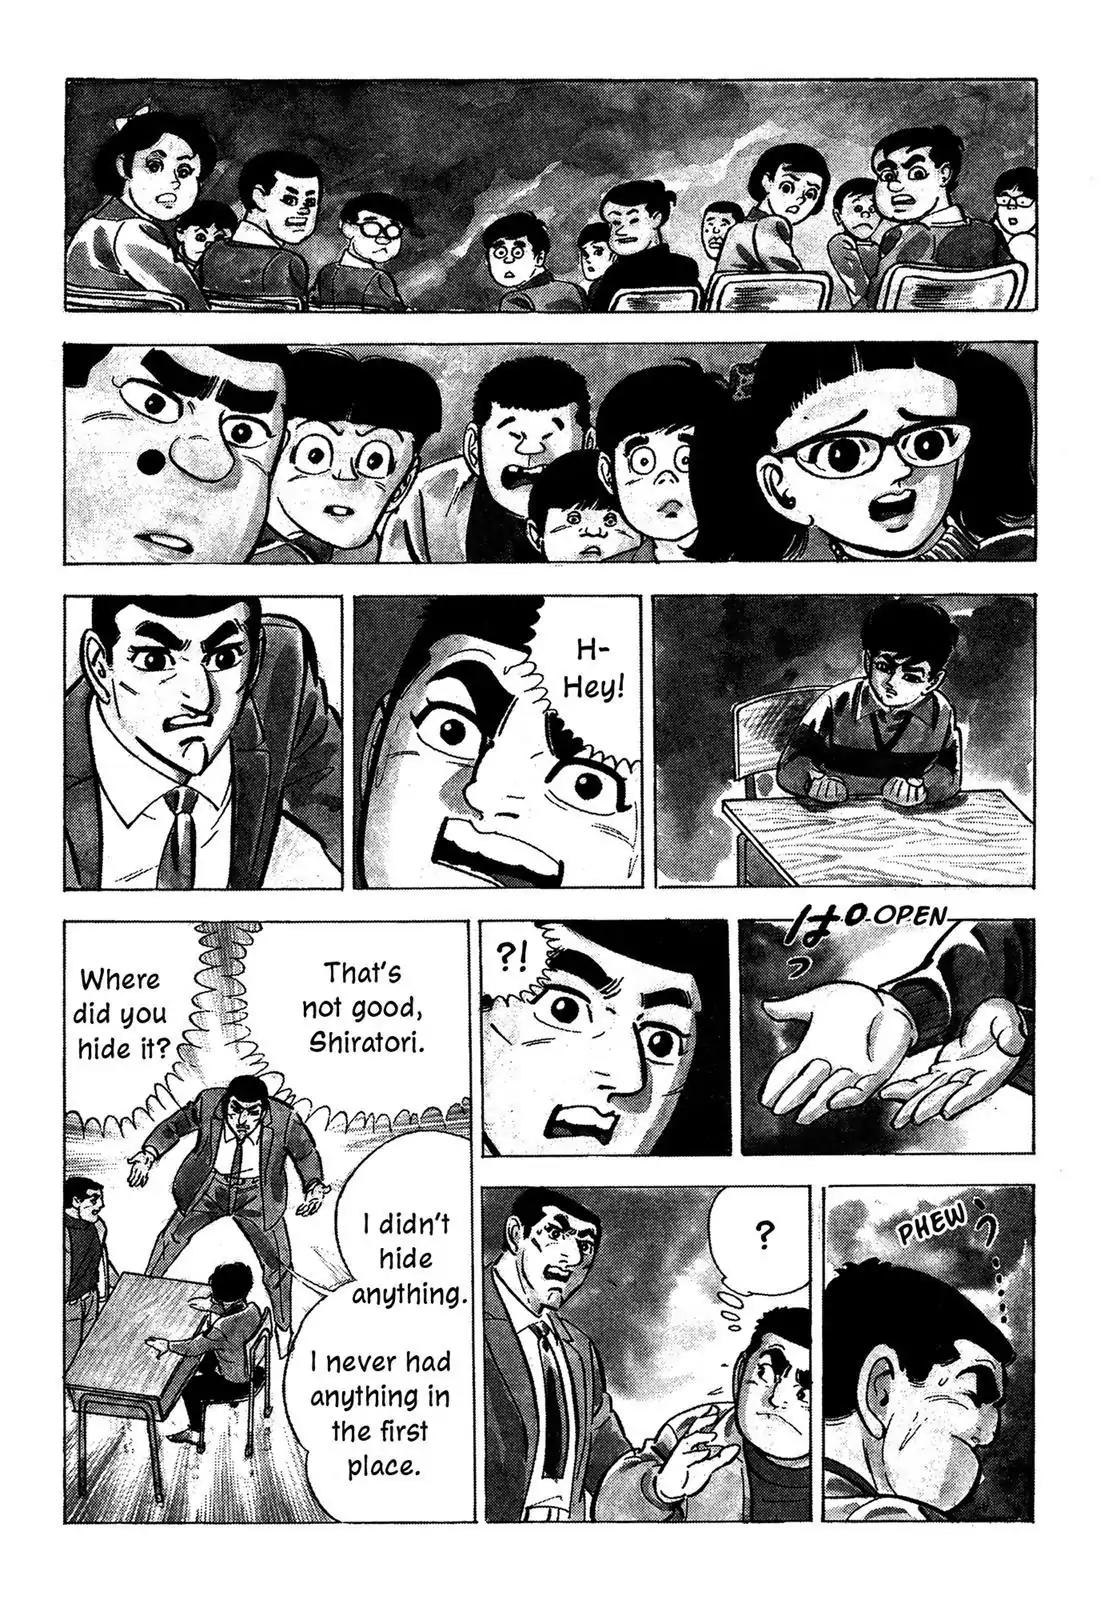 H-
Hey!
That's
not good,
Shiratori.
Where
did you
hide it?
I didn't
hide
anything.
I never had
anything in
the first
place.
?!
ぱっ OPEN
?
PHEW